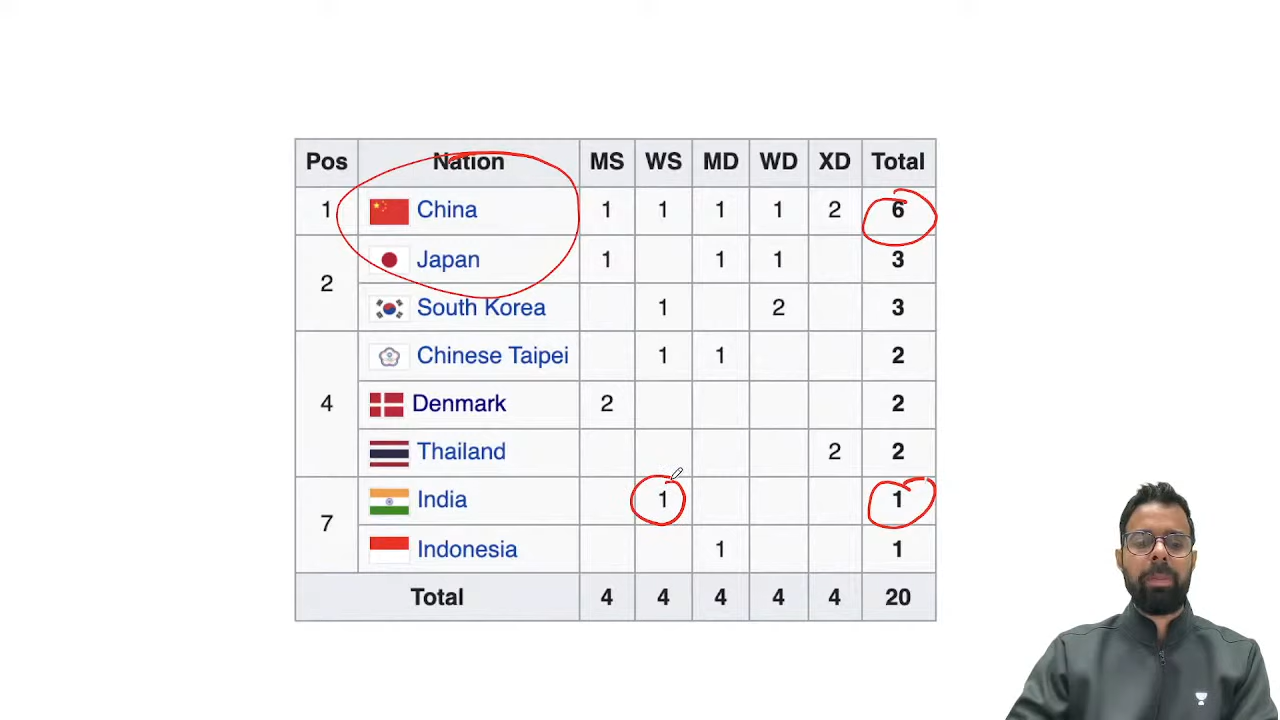 Pos Nation MS WS MD WD XD Total
1 China 1 1 1 1 2 6
2 Japan 1 1 1 3
South Korea 1 2 3
4 Chinese Taipei 1 1 2
Denmark 2 2
Thailand 2 2
7 India 1 1
Indonesia 1 1
Total 4 4 4 4 4 20